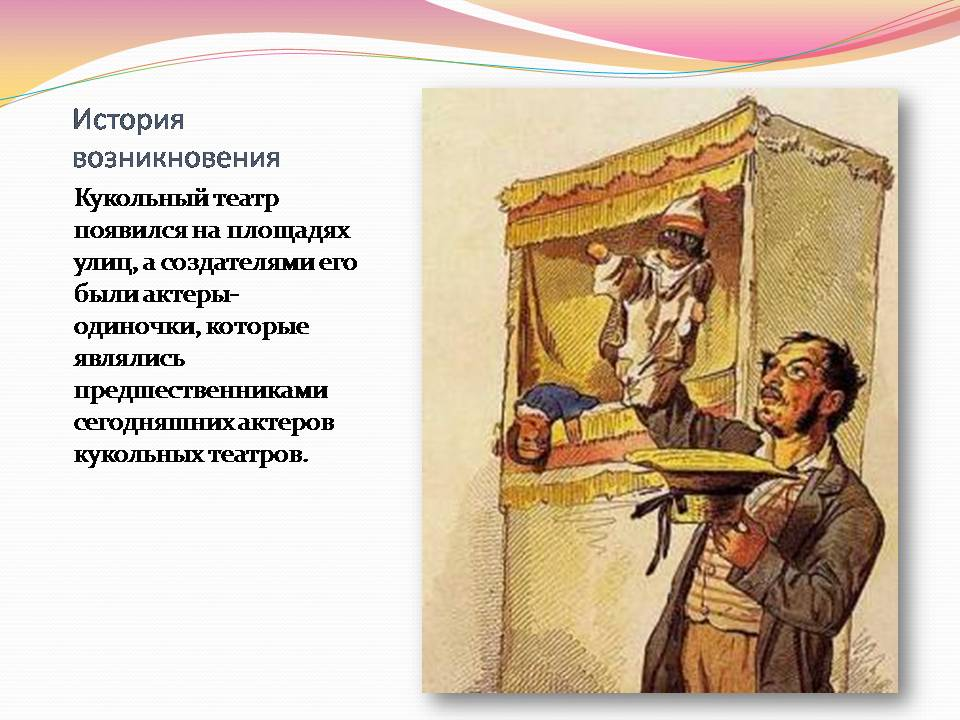 История
возникновения
Кукольный театр
появился на площадях
улиц, а создателями его
были актеры-
одиночки, которые
являлись
предшественниками
сегодняшних актеров
кукольных театров.